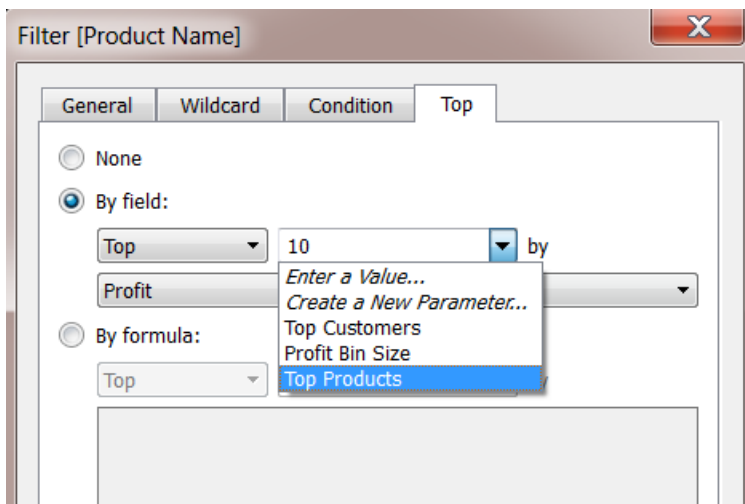 Filter [Product Name]
X
General Wildcard Condition Top
None
By field:
Top 10 by
Profit
Enter a Value...
Create a New Parameter...
Top Customers
Profit Bin Size
Top Products
By formula:
Top